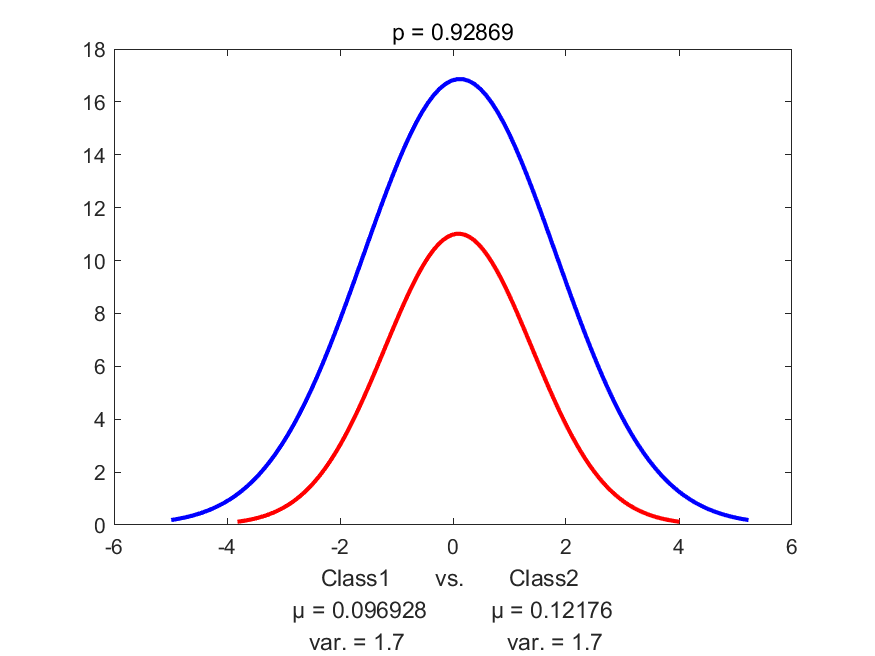 p = 0.92869
18
16
14
12
10
8
6
4
2
0
-6 -4 -2 0 2 4 6
Class1 vs. Class2
μ = 0.096928 μ = 0.12176
var. = 1.7 var. = 1.7